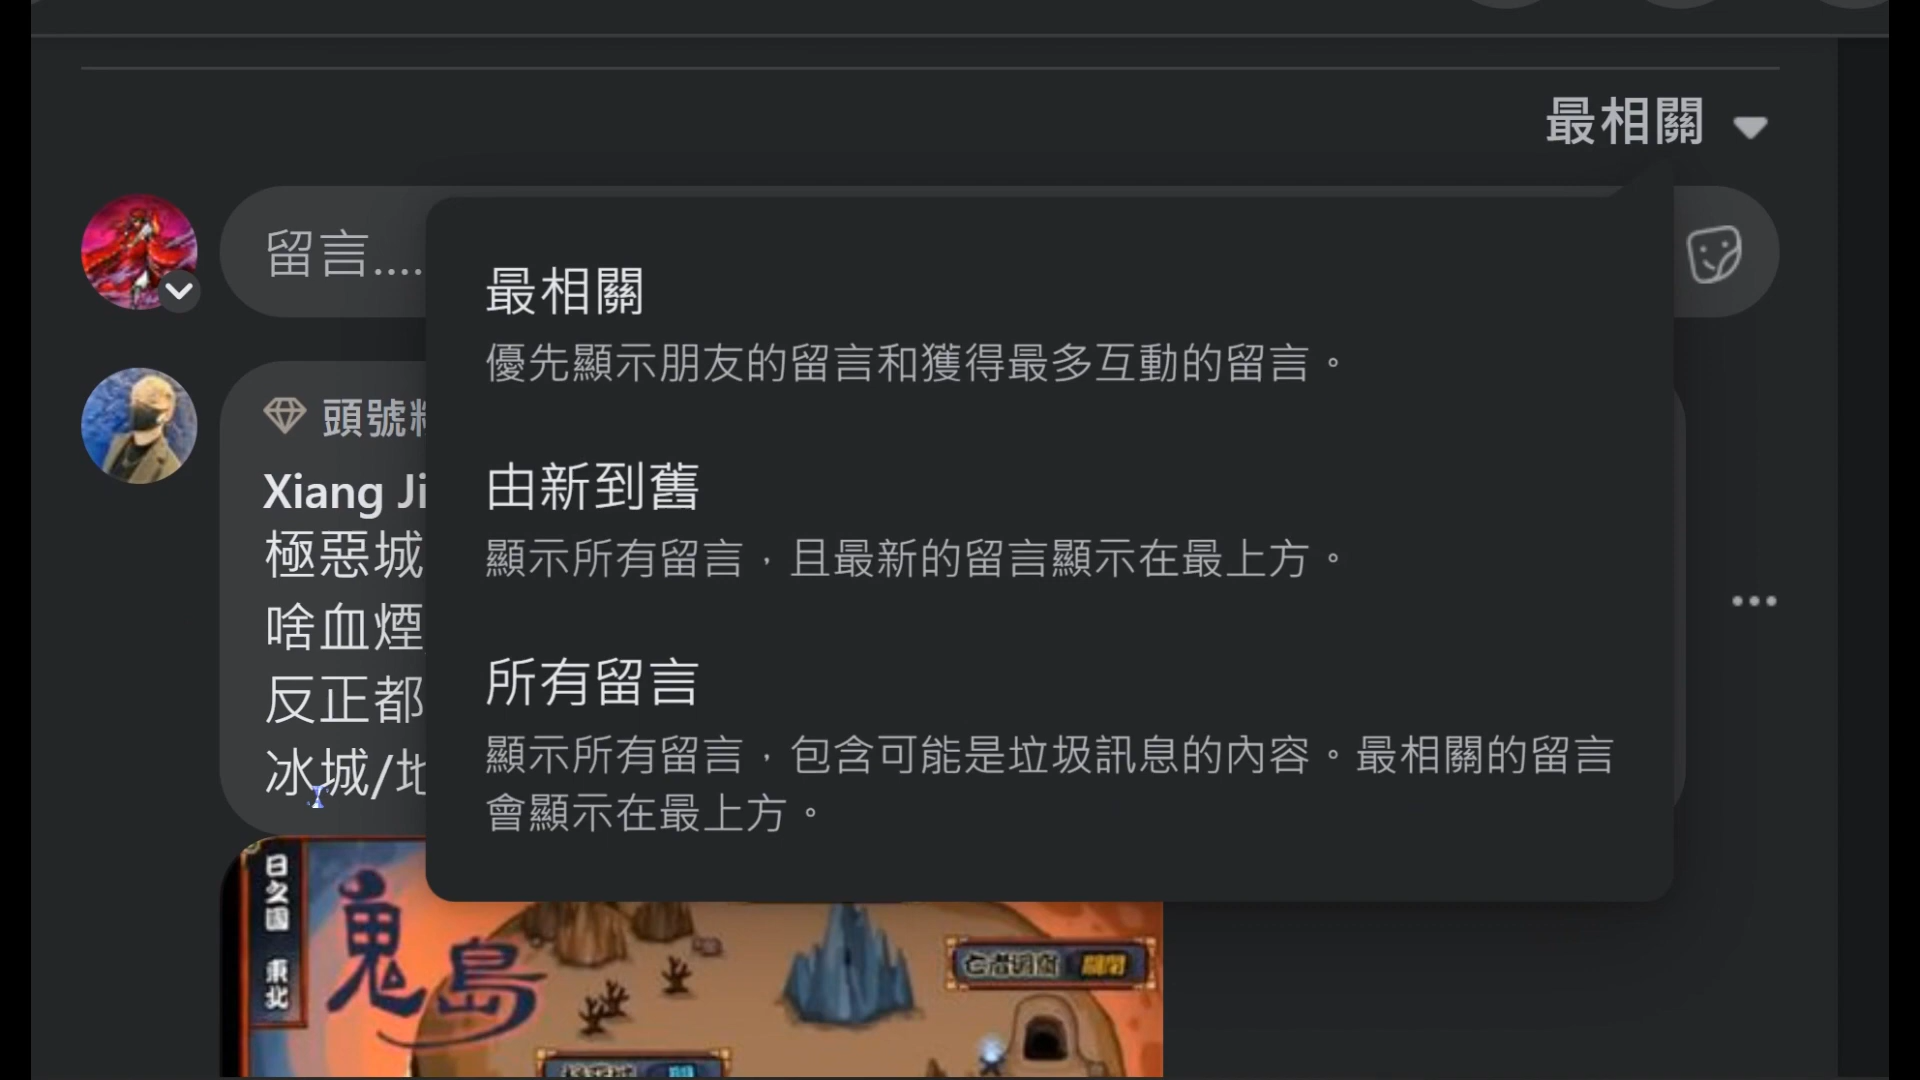 最相關
留言.....
最相關
優先顯示朋友的留言和獲得最多互動的留言。
由新到舊
顯示所有留言，且最新的留言顯示在最上方。
所有留言
顯示所有留言，包含可能是垃圾訊息的內容。最相關的留言
會顯示在最上方。
頭號
Xiang Ji
極惡城
啥血煙
反正都
冰城/地
日之國 東北
鬼島